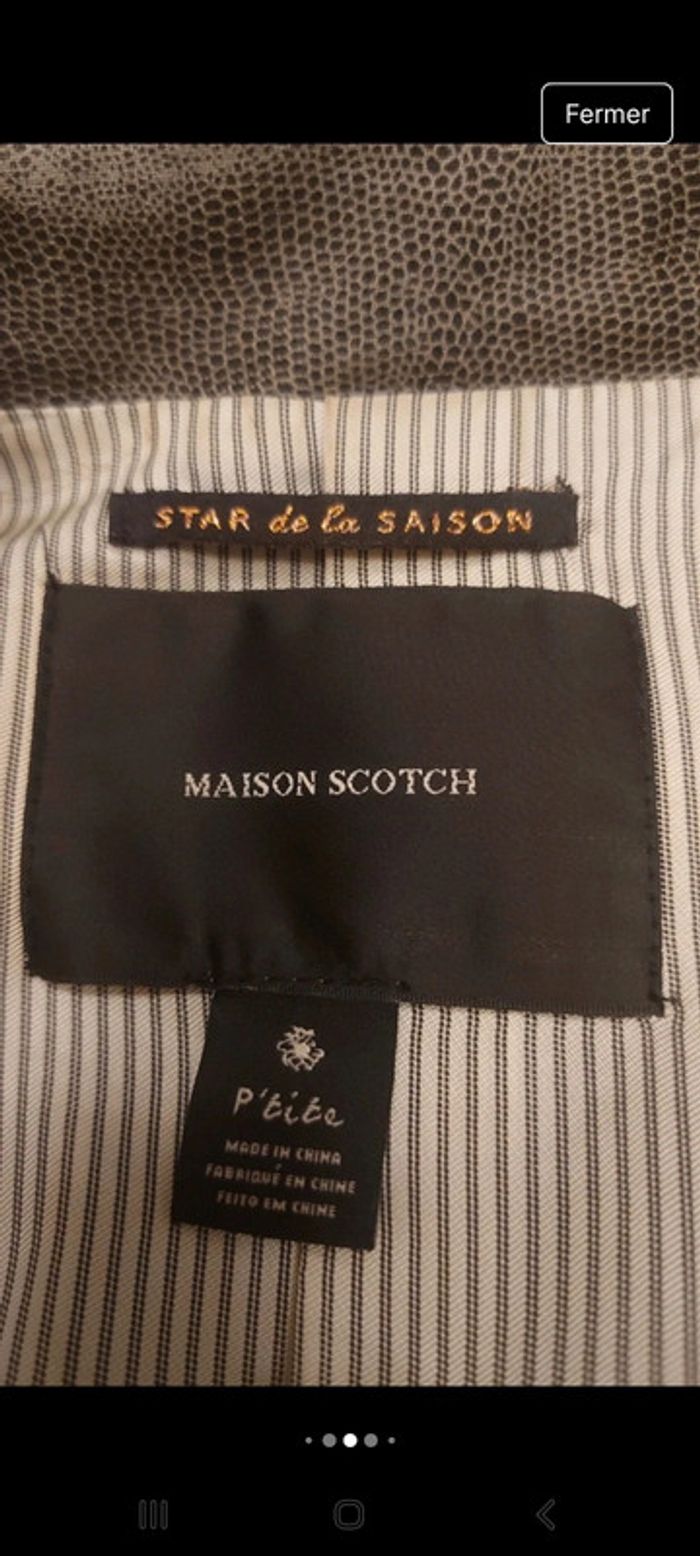 Fermer
STAR de la SAISON
MAISON SCOTCH
P'tite
MADE IN CHINA
FABRIQUÉ EN CHINE
FEITO EM CHINE